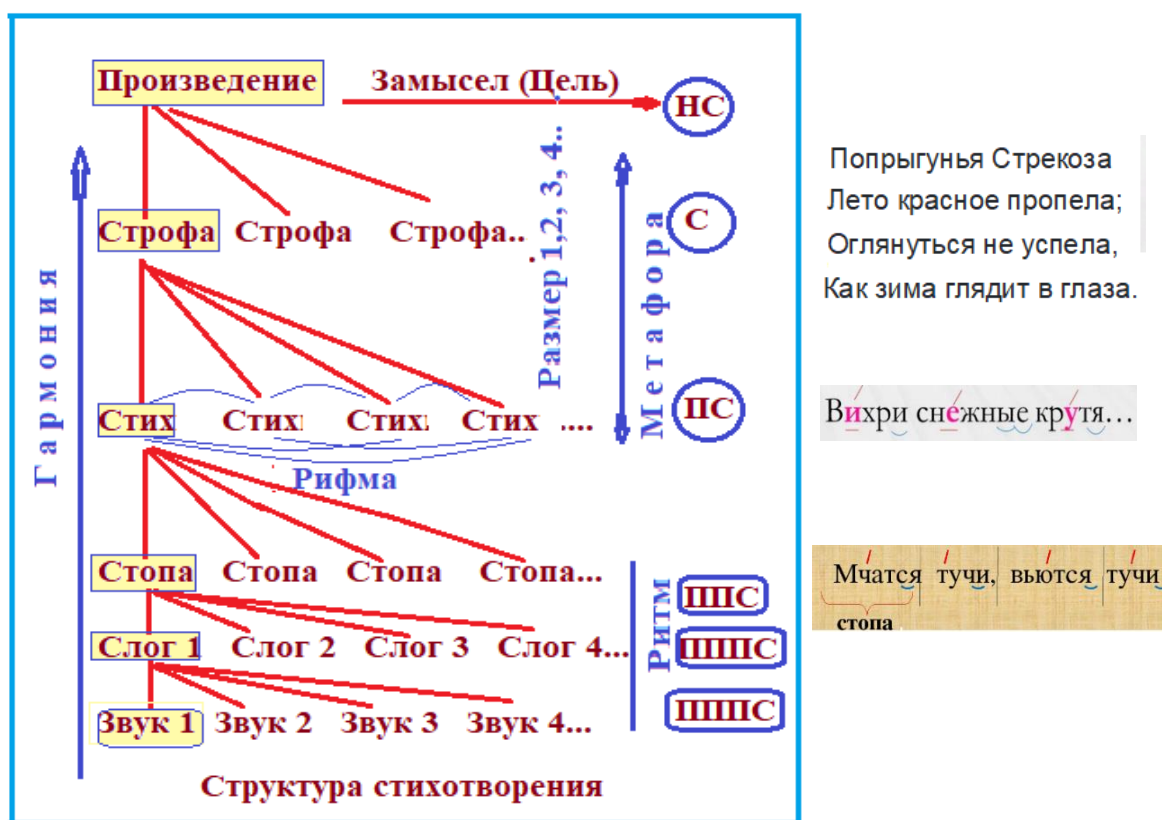 Произведение
Замысел (Цель)
НС
Гармония
Строфа Строфа Строфа..
Размер 1,2, 3, 4..
Метафора
С
Стих Стих Стих. Стих ....
ПС
Рифма
Стопа Стопа Стопа Стопа...
Ритм
ППС
Слог 1 Слог 2 Слог 3 Слог 4...
ПППС
Звук 1 Звук 2 Звук 3 Звук 4...
ПППС
Структура стихотворения
Попрыгунья Стрекоза
Лето красное пропела;
Оглянуться не успела,
Как зима глядит в глаза.
Вихри снежные крутя...
Мчатся тучи, вьются тучи
стопа